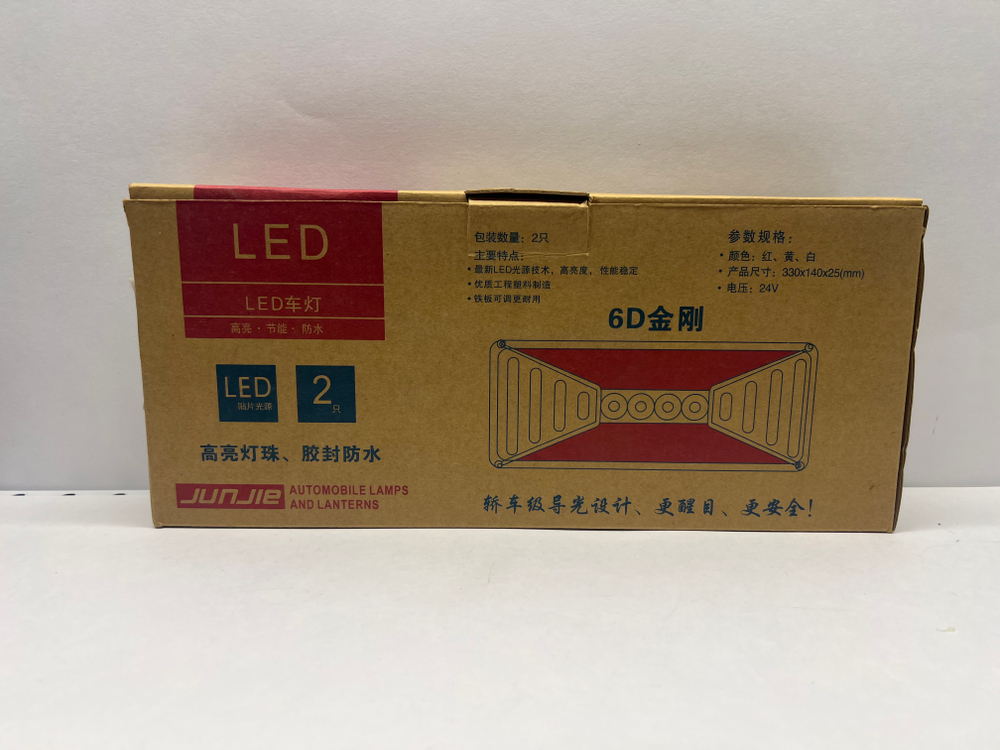 LED
LED车灯
高亮·节能·防水
LED
贴片光源
2
只
高亮灯珠、胶封防水
JUNJIE
AUTOMOBILE LAMPS
AND LANTERNS
包装数量：2只
主要特点：
• 最新LED光源技术，高亮度，性能稳定
• 优质工程塑料制造
• 铁板可调更耐用
参数规格：
• 颜色：红、黄、白
• 产品尺寸：330x140x25(mm)
• 电压：24V
6D金刚
轿车级导光设计、更醒目、更安全！